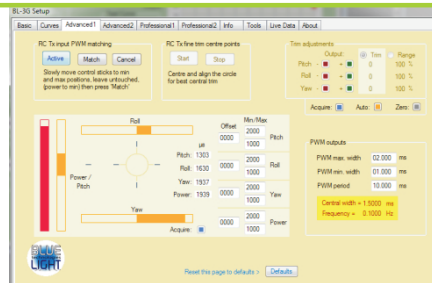 BL-3G Setup
Basic Curves Advanced1 Advanced2 Professional1 Professional2 Info Tools Live Data About
RC Tx input PWM matching
Active Match Cancel
Slowly move control sticks to min
and max positions, leave untouched.
(power to min) then press 'Match'
RC Tx fine trim centre points
Start Stop
Centre and align the circle
for best central trim
Trim adjustments
Output: Trim Range
Pitch - + 0 100 %
Roll - + 0 100 %
Yaw - + 0 100 %
Acquire: Auto: Zero:
Roll
Power /
Pitch
Yaw
µs
Pitch: 1303
Roll: 1630
Yaw: 1937
Power: 1939
Acquire:
Offset Min/Max
0000 2000 1000 Pitch
0000 2000 1000 Roll
0000 2000 1000 Yaw
0000 2000 1000 Power
PWM outputs
PWM max. width 02.000 ms
PWM min. width 01.000 ms
PWM period 10.000 ms
Central width = 1.5000 ms
Frequency = 0.1000 Hz
BLUE
LIGHT
Reset this page to defaults > Defaults